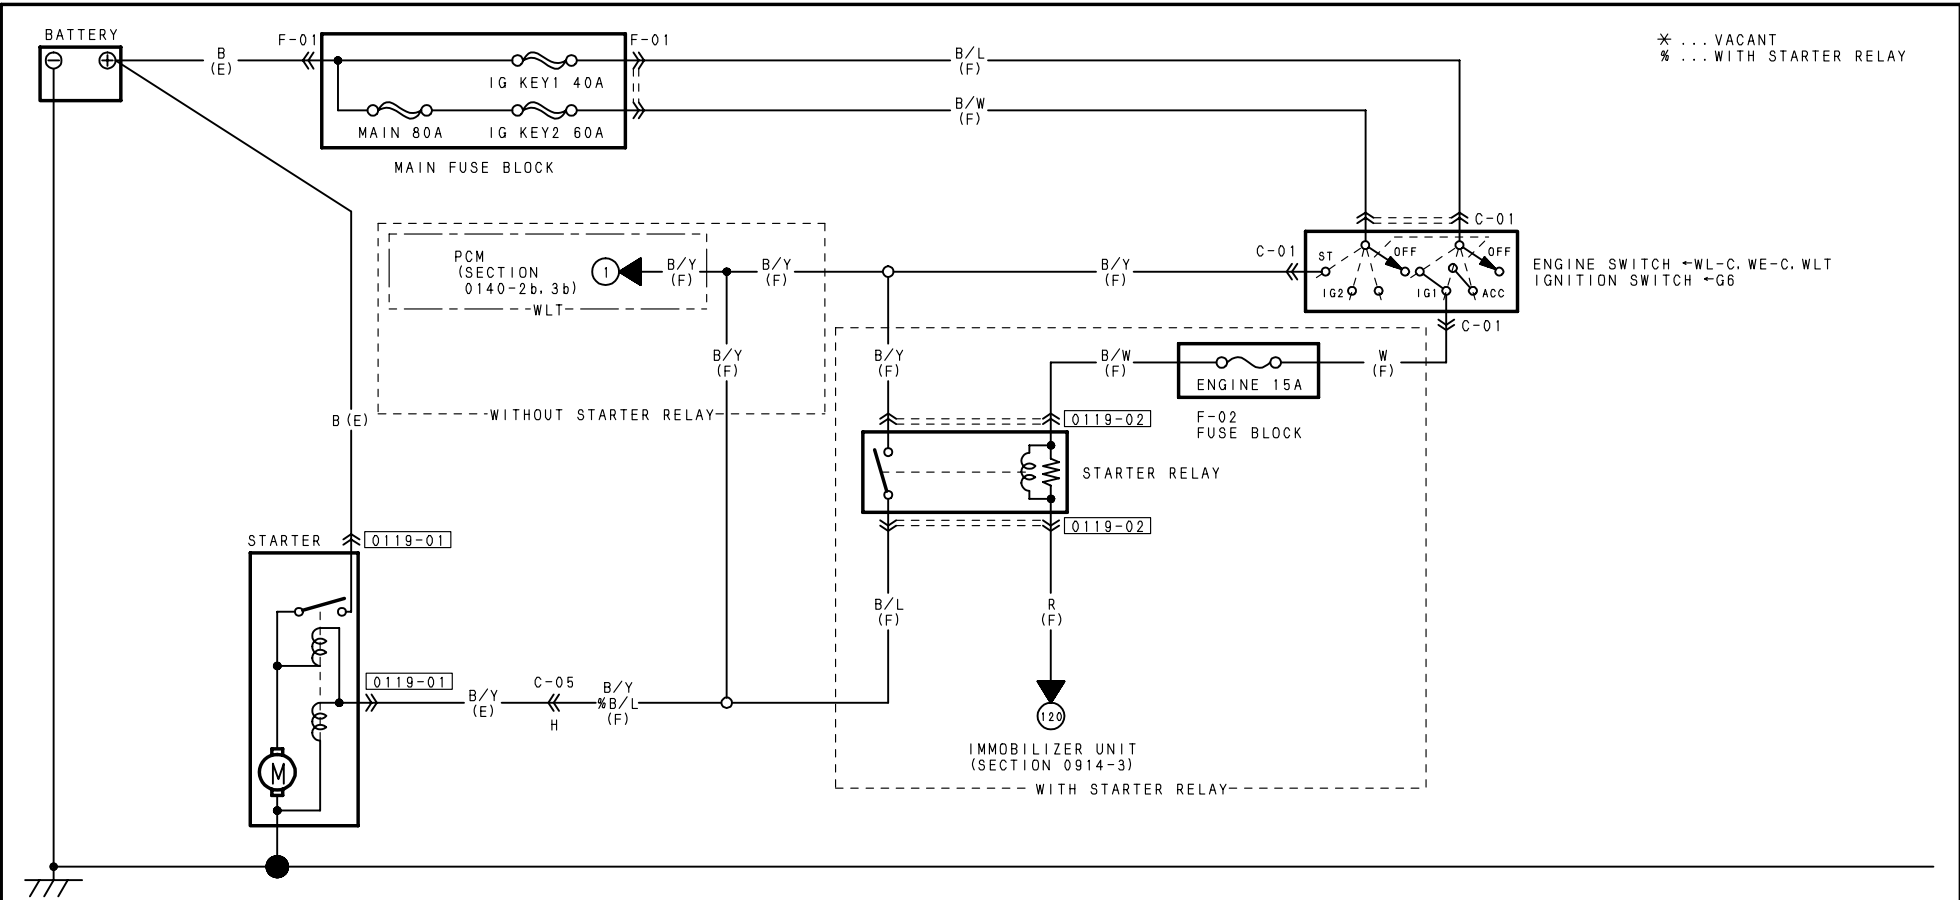 BATTERY
B
(E)
F-01
F-01
IG KEY1 40A
MAIN 80A
IG KEY2 60A
MAIN FUSE BLOCK
B/L
(F)
B/W
(F)
* ... VACANT
% ... WITH STARTER RELAY
C-01
PCM
(SECTION
0140-2b, 3b)
1
B/Y
(F)
B/Y
(F)
WLT
B/Y
(F)
C-01
ST
OFF
OFF
IG2
IG1
ACC
ENGINE SWITCH ←WL-C, WE-C, WLT
IGNITION SWITCH ←G6
C-01
B/Y
(F)
B/Y
(F)
B/W
(F)
ENGINE 15A
W
(F)
WITHOUT STARTER RELAY
B (E)
0119-02
F-02
FUSE BLOCK
STARTER RELAY
0119-02
STARTER
0119-01
B/L
(F)
R
(F)
0119-01
B/Y
(E)
C-05
H
B/Y
%B/L
(F)
120
IMMOBILIZER UNIT
(SECTION 0914-3)
M
WITH STARTER RELAY